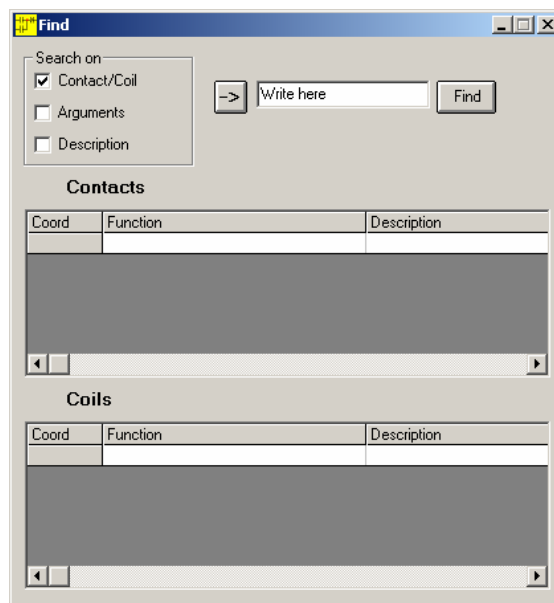 Find
Search on
Contact/Coil
Arguments
Description
-> Write here Find
Contacts
Coord Function Description
Coils
Coord Function Description